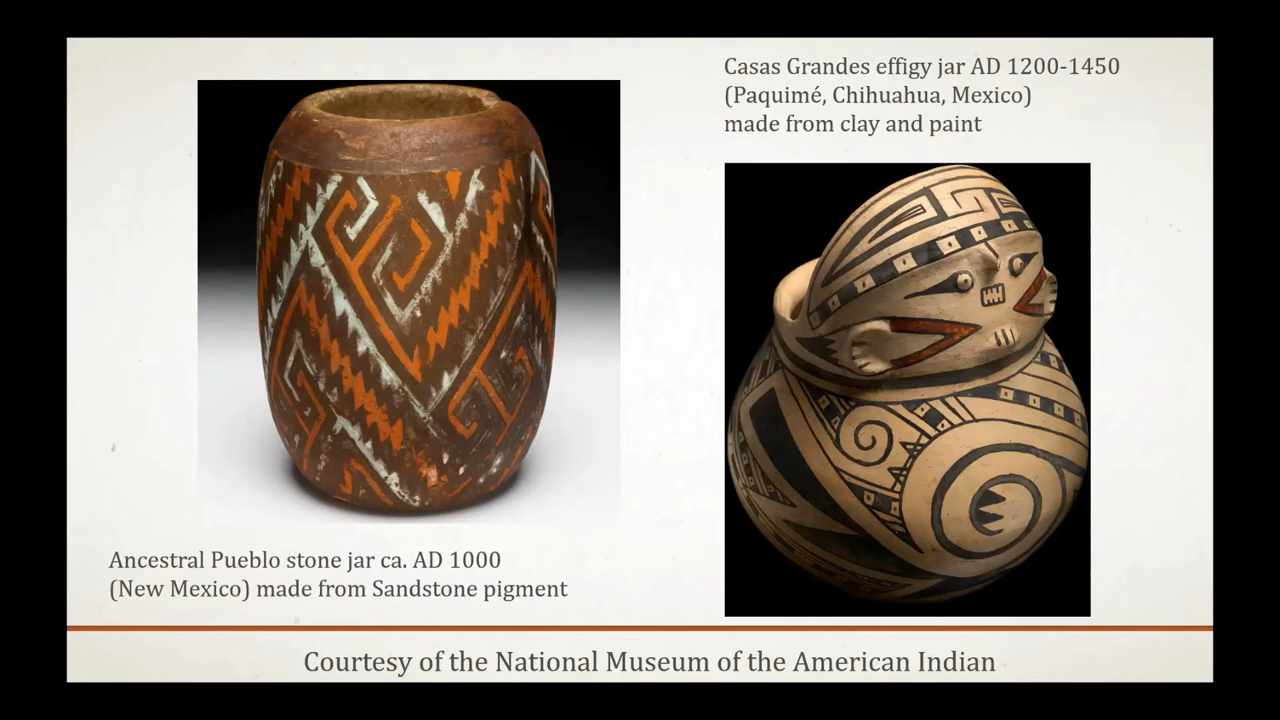 Casas Grandes effigy jar AD 1200-1450
(Paquimé, Chihuahua, Mexico)
made from clay and paint
Ancestral Pueblo stone jar ca. AD 1000
(New Mexico) made from Sandstone pigment
Courtesy of the National Museum of the American Indian